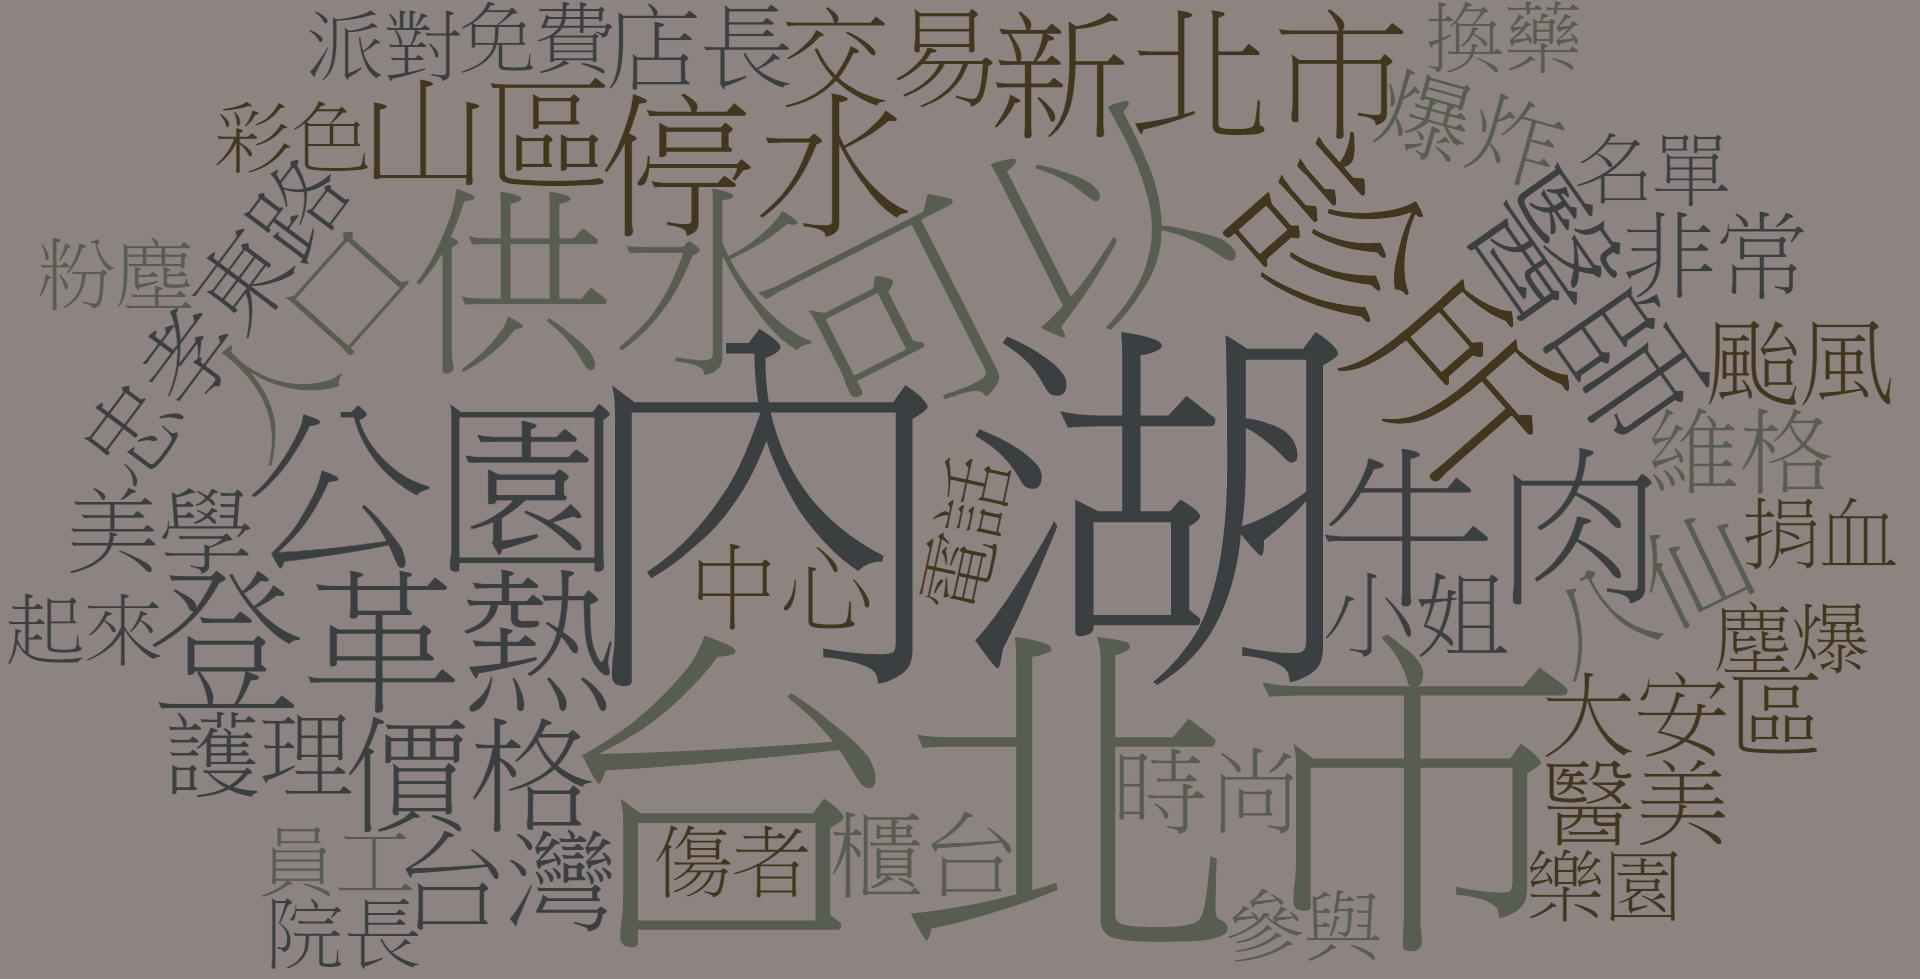 派對
免費
店長
交易
新北市
換藥
彩色
山區
停水
爆炸
名單
粉塵
供水
可以
診所
醫師
非常
颱風
忠孝東路
公園
內湖
電話
牛肉
維格
美學
中心
捐血
起來
登革熱
小姐
八仙
塵爆
護理
價格
台北市
時尚
大安區
醫美
員工
台灣
傷者
櫃台
樂園
院長
參與